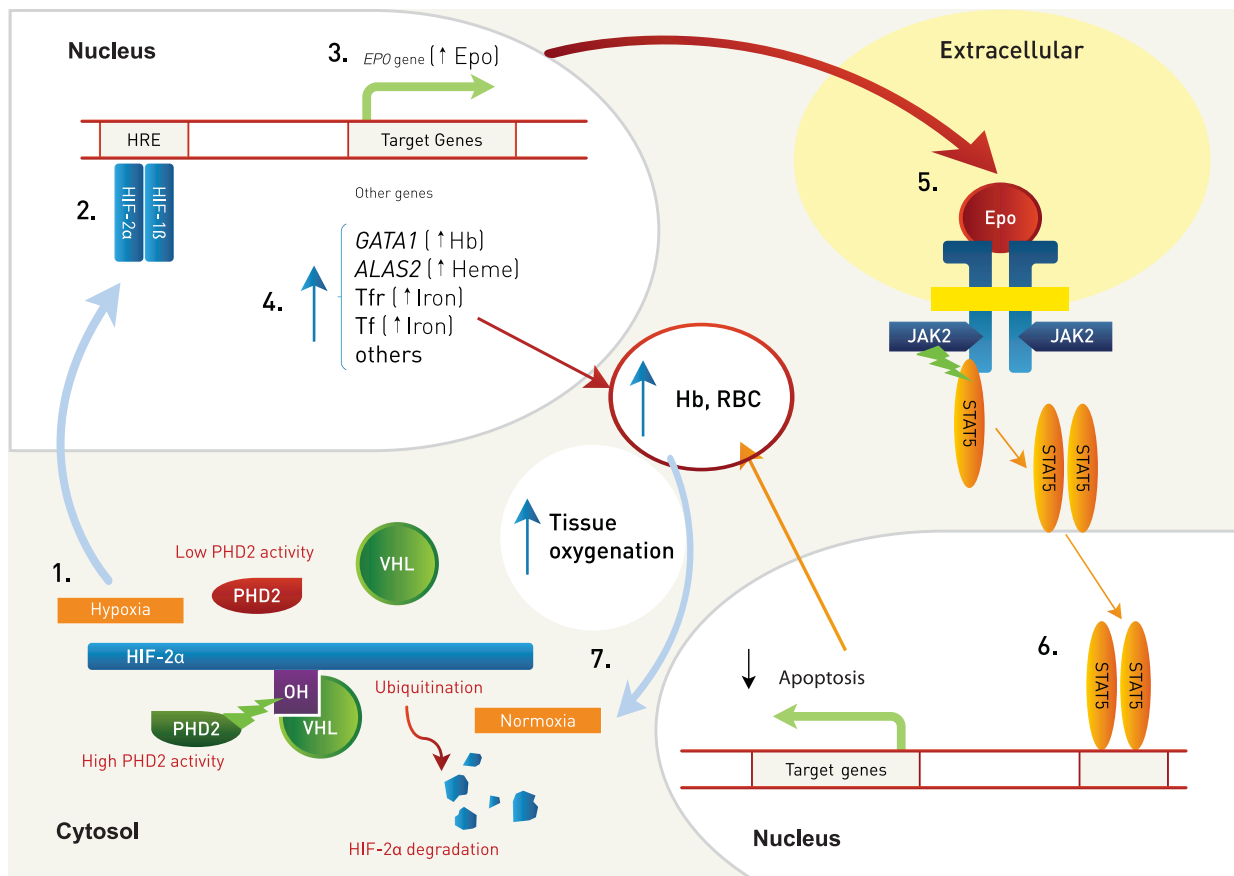 Nucleus
3. EPO gene (↑ Epo)
HRE
Target Genes
2.
HIF-2α
HIF-1ß
Other genes
4.
GATA1 (↑Hb)
ALAS2 (↑Heme)
Tfr (↑Iron)
Tf (↑Iron)
others
Extracellular
5.
Epo
JAK2
JAK2
STAT5
STAT5
STAT5
Hb, RBC
Tissue
oxygenation
1.
Hypoxia
Low PHD2 activity
PHD2
VHL
HIF-2α
OH
VHL
PHD2
High PHD2 activity
Ubiquitination
HIF-2α degradation
7.
Normoxia
Cytosol
6.
STAT5
STAT5
↓ Apoptosis
Target genes
Nucleus